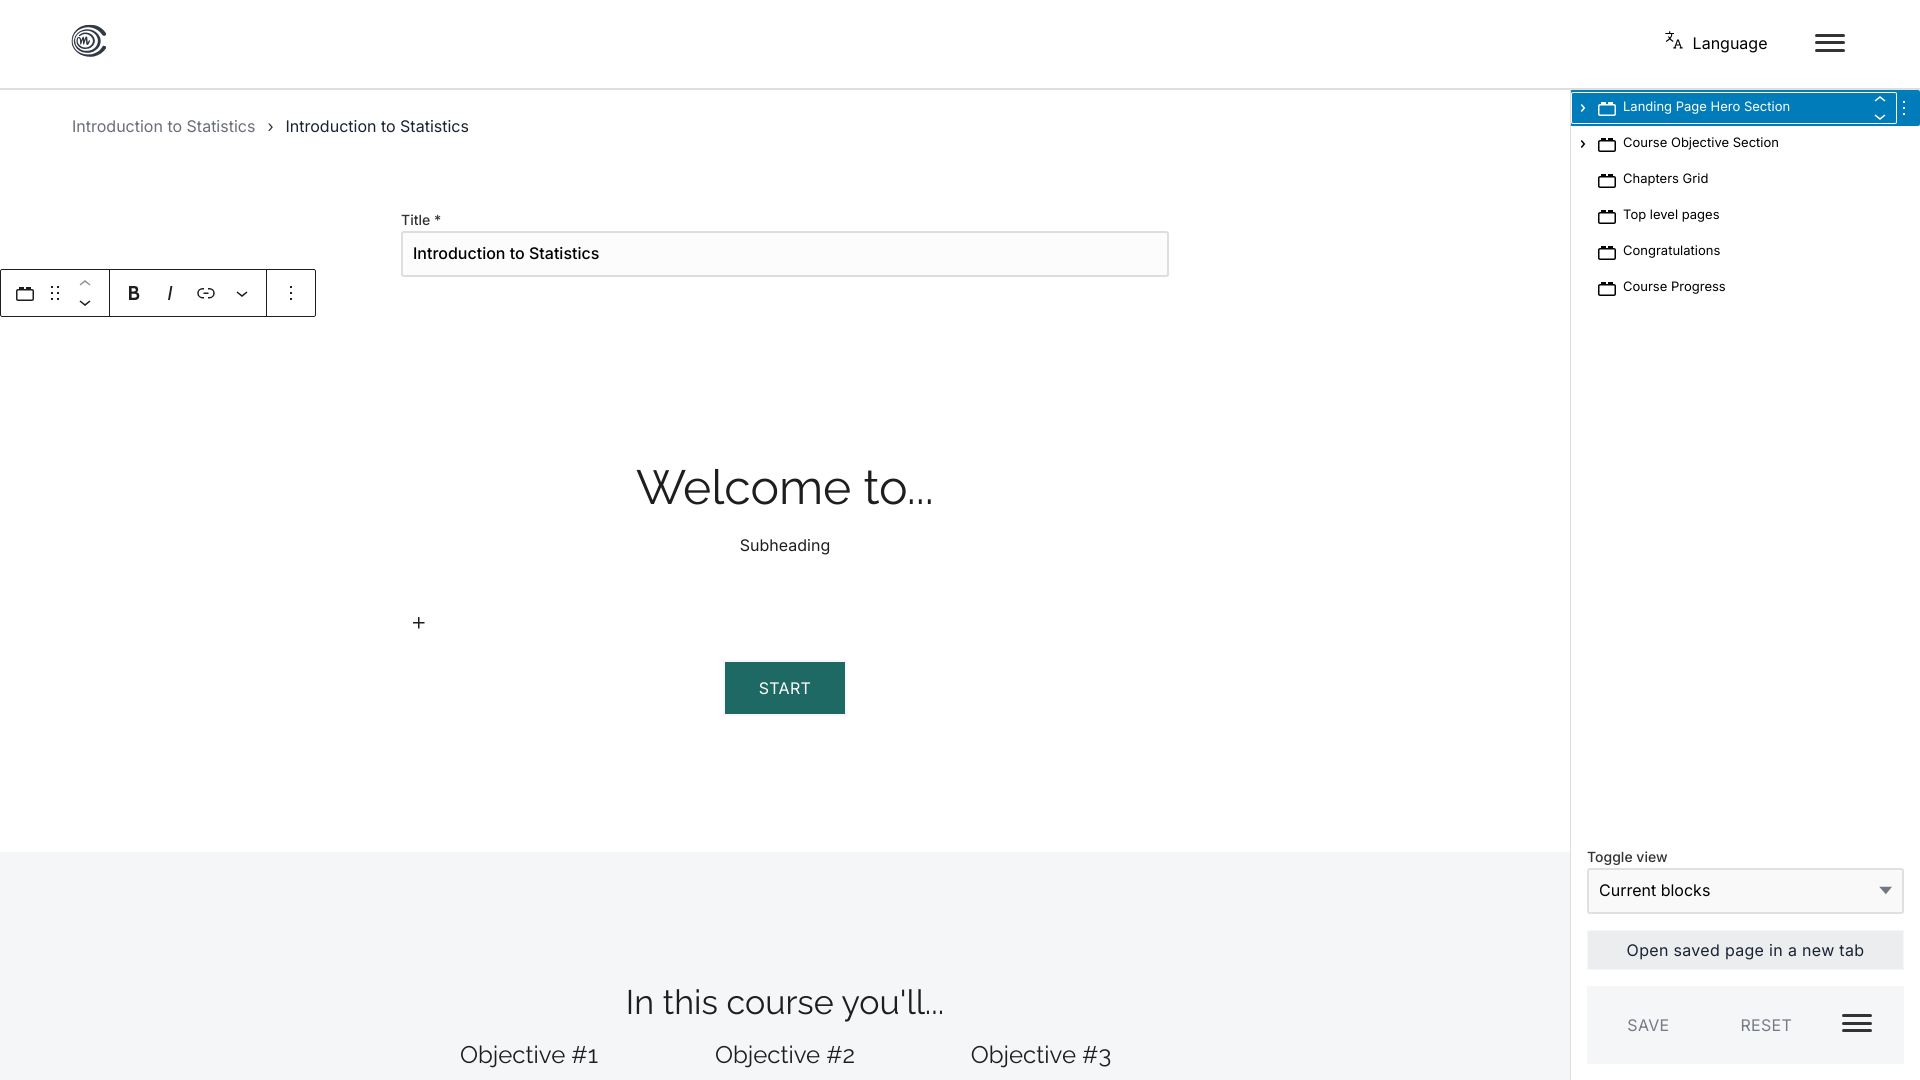 Language
Introduction to Statistics › Introduction to Statistics
Title *
Introduction to Statistics
B I
Welcome to...
Subheading
START
In this course you'll...
Objective #1 Objective #2 Objective #3
Landing Page Hero Section
Course Objective Section
Chapters Grid
Top level pages
Congratulations
Course Progress
Toggle view
Current blocks
Open saved page in a new tab
SAVE RESET